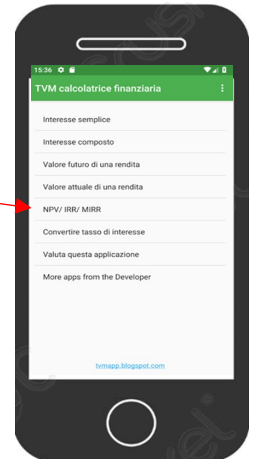 15:36
TVM calcolatrice finanziaria
Interesse semplice
Interesse composto
Valore futuro di una rendita
Valore attuale di una rendita
NPV/ IRR/ MIRR
Convertire tasso di interesse
Valuta questa applicazione
More apps from the Developer
tvmapp.blogspot.com